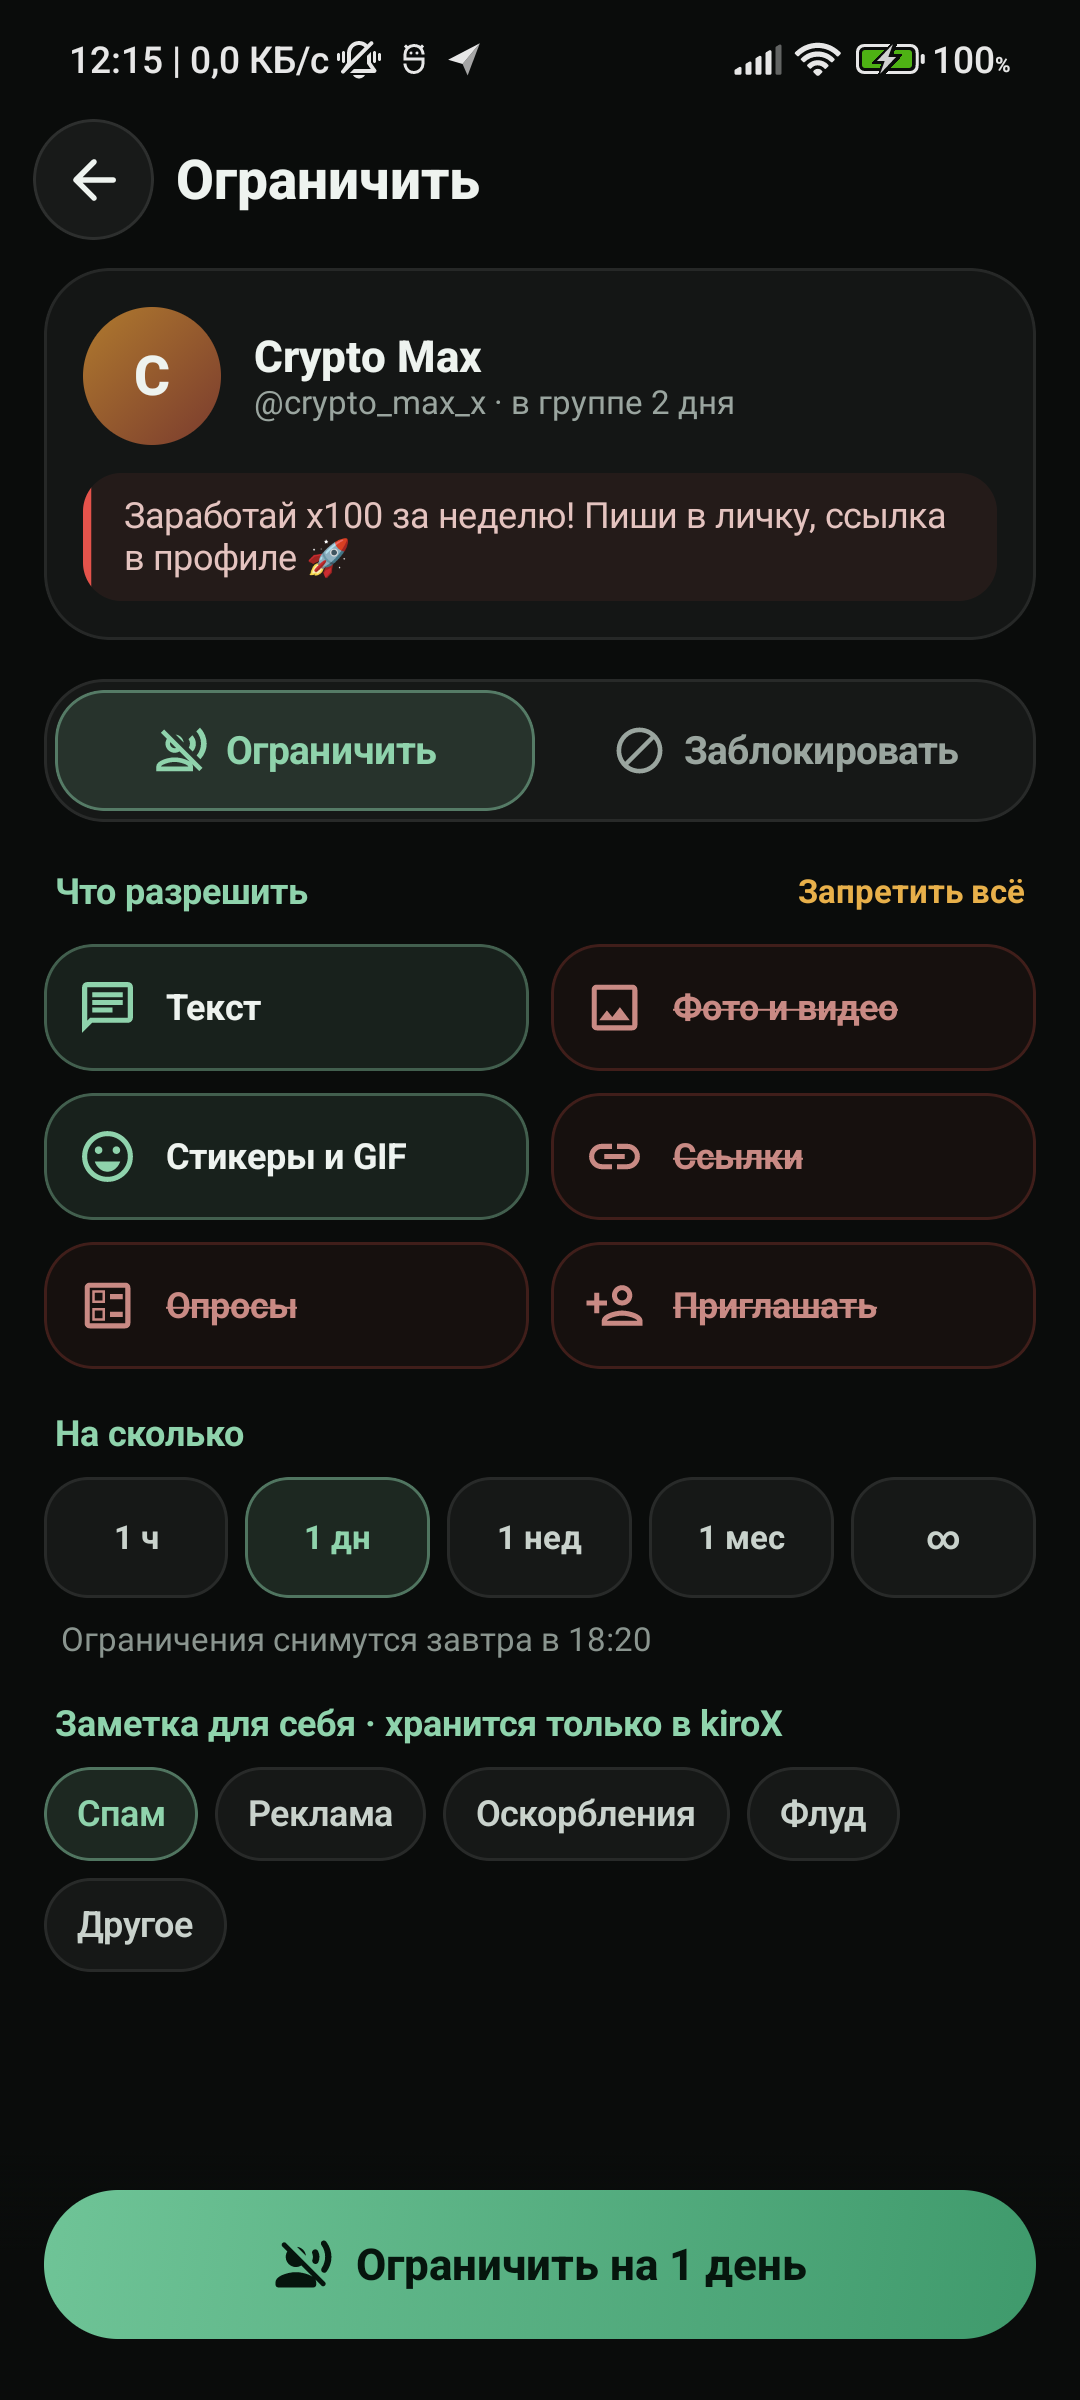 12:15 | 0,0 КБ/с 100%
Ограничить
C
Crypto Max
@crypto_max_x · в группе 2 дня
Заработай x100 за неделю! Пиши в личку, ссылка
в профиле 🚀
Ограничить Заблокировать
Что разрешить Запретить всё
Текст Фото и видео
Стикеры и GIF Ссылки
Опросы Приглашать
На сколько
1 ч 1 дн 1 нед 1 мес ∞
Ограничения снимутся завтра в 18:20
Заметка для себя · хранится только в kiroX
Спам Реклама Оскорбления Флуд
Другое
Ограничить на 1 день